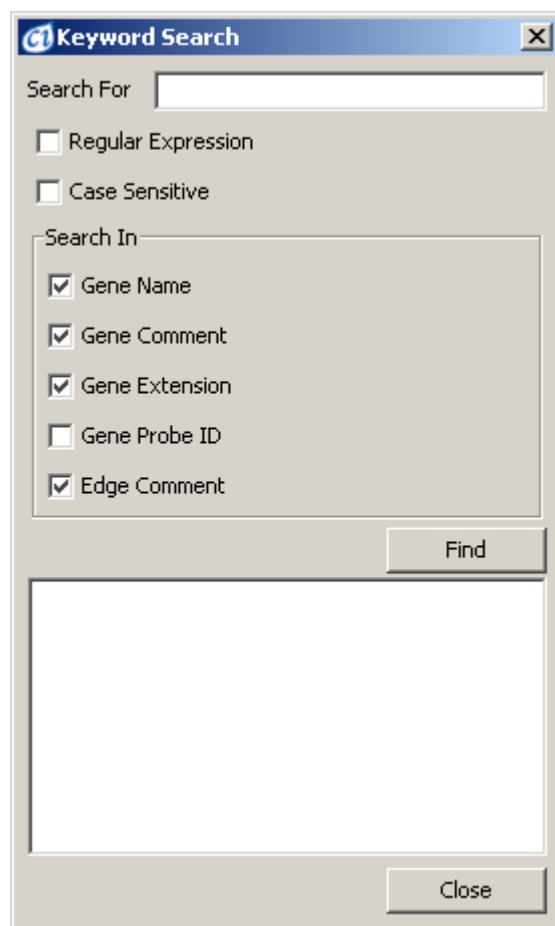 Keyword Search
Search For
Regular Expression
Case Sensitive
Search In
Gene Name
Gene Comment
Gene Extension
Gene Probe ID
Edge Comment
Find
Close